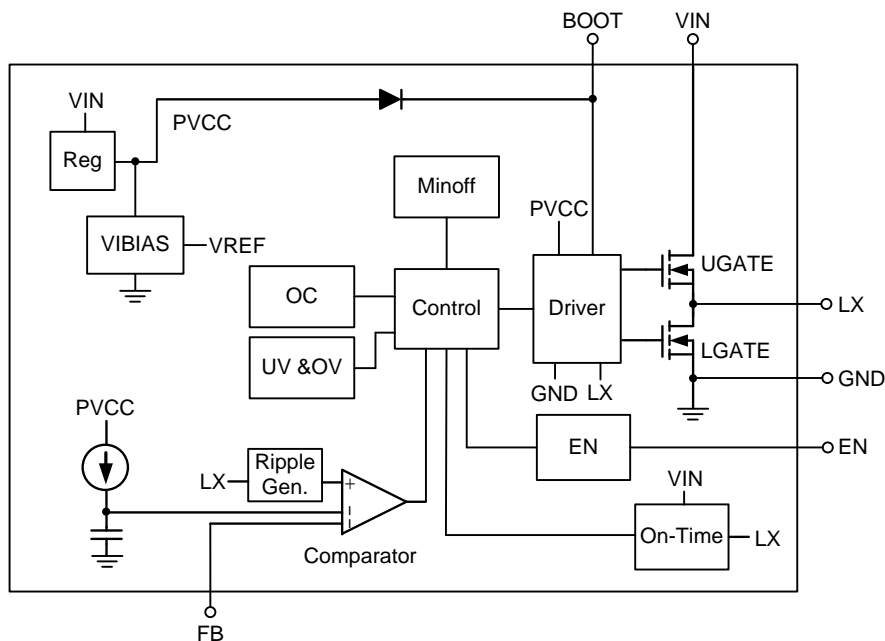 BOOT
VIN
VIN
PVCC
Reg
Minoff
PVCC
VIBIAS
VREF
UGATE
OC
Control
Driver
LX
UV &OV
LGATE
GND
LX
GND
PVCC
EN
EN
LX
Ripple
Gen.
+
VIN
-
-
On-Time
LX
Comparator
FB